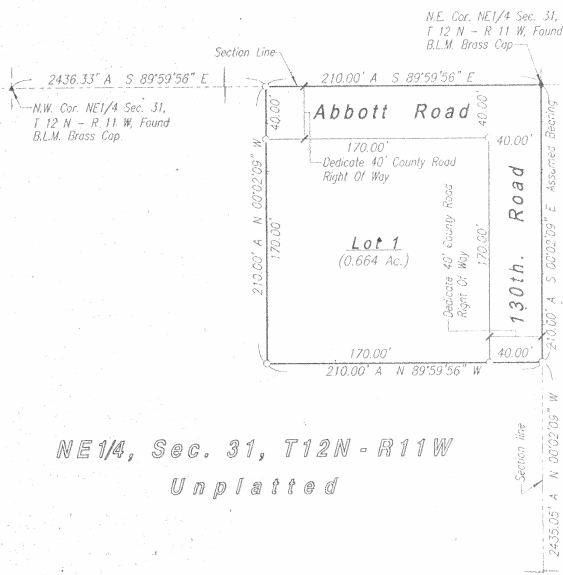 N.E. Cor. NE1/4 Sec. 31,
T 12 N - R 11 W, Found
B.L.M. Brass Cap
Section Line
2436.33' A S 89°59'56" E
210.00' A S 89°59'56" E
N.W. Cor. NE1/4 Sec. 31,
T 12 N - R 11 W, Found
B.L.M. Brass Cap
40.00'
Abbott Road
40.00'
170.00'
40.00'
Dedicate 40' County Road
Right Of Way
210.00' A N 00°02'09" W
170.00'
Lot 1
(0.664 Ac.)
Dedicate 40' County Road
Right Of Way
170.00'
130th. Road
210.00' A S 00°02'09" E Assumed Bearing
170.00'
40.00'
210.00' A N 89°59'56" W
NE1/4, Sec. 31, T12N - R11W
Unplatted
Section line
2435.05' A N 00°02'09" W